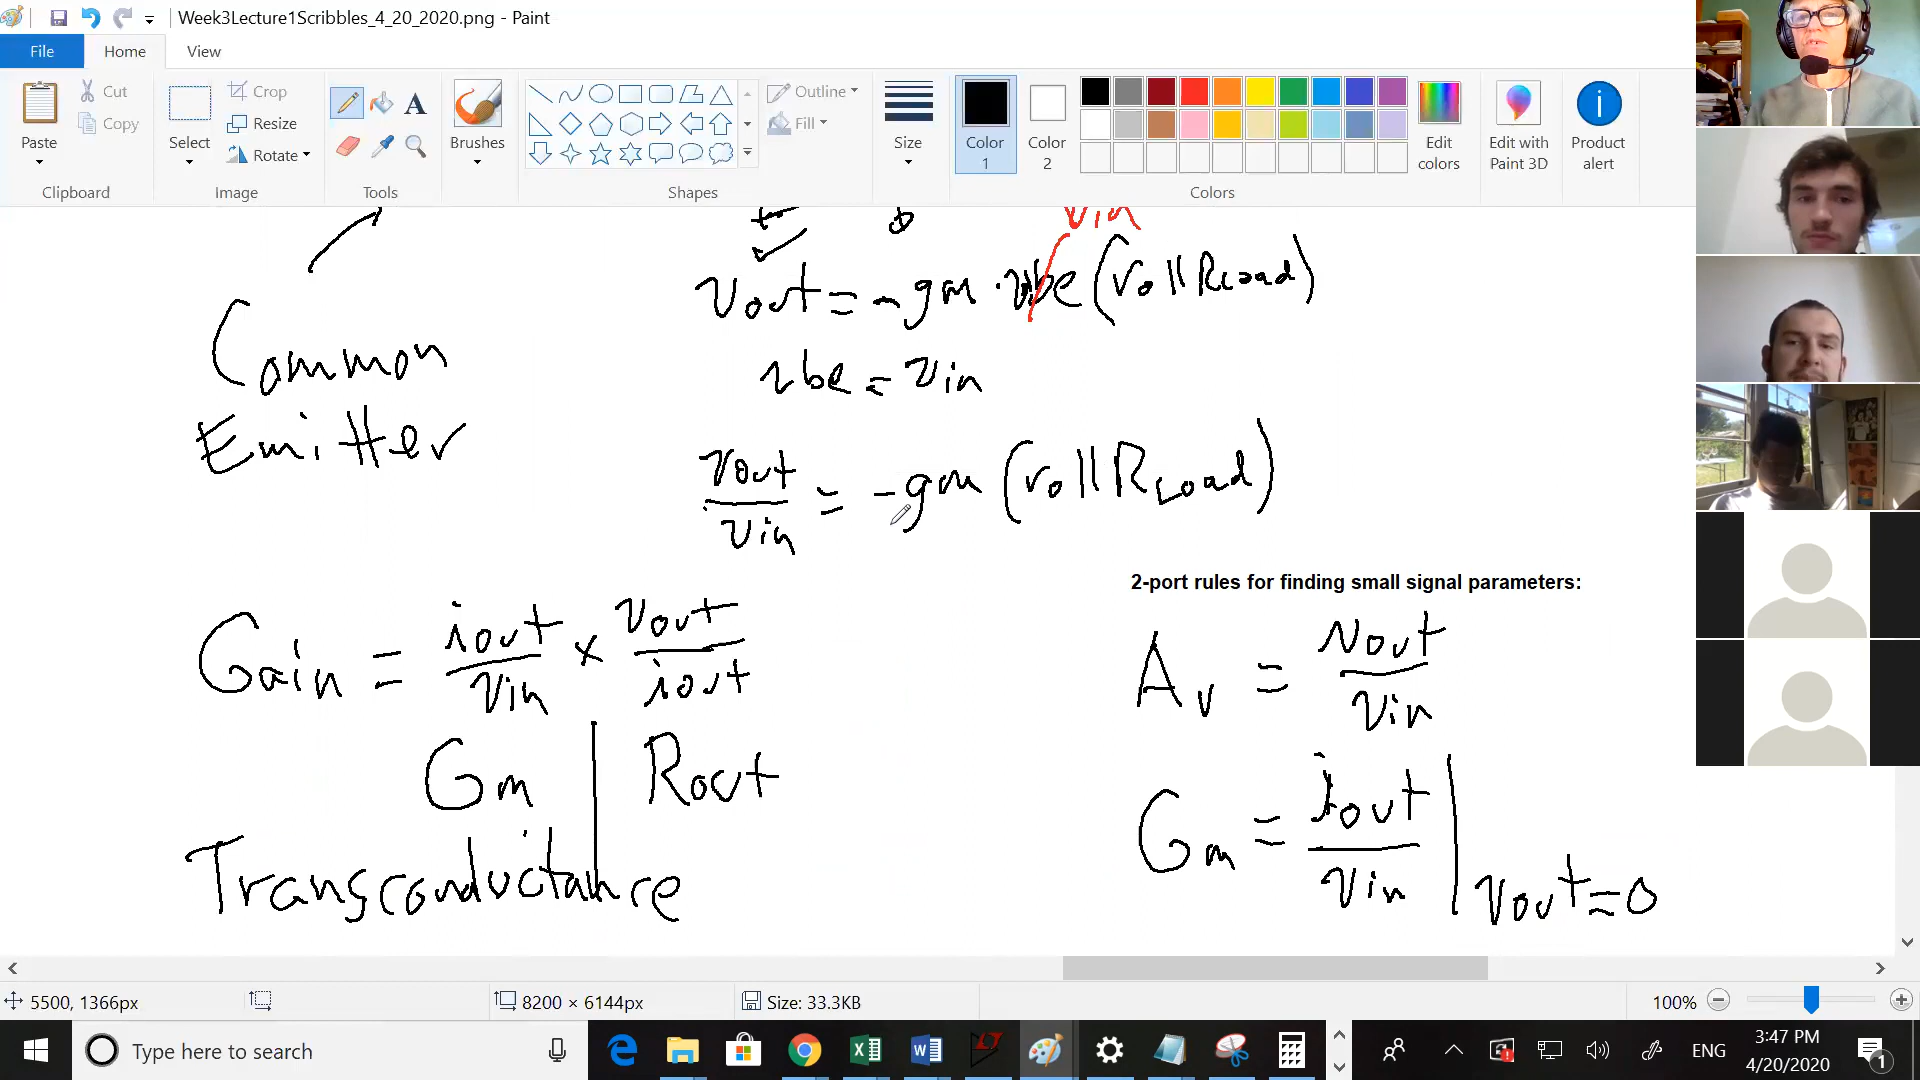 Week3Lecture1Scribbles_4_20_2020.png - Paint
File Home View
Cut
Copy
Paste
Clipboard
Select
Crop
Resize
Rotate
Image
A
Tools
Brushes
Shapes
Outline
Fill
Size
Color 1
Color 2
Colors
Edit colors
Edit with Paint 3D
Product alert
vin
vout = - gm · vbe (ro || RLoad)
vbe = vin
Common
Emitter
vout / vin = - gm (ro || RLoad)
2-port rules for finding small signal parameters:
Gain = iout / vin × vout / iout
Gm | Rout
Transconductance
Av = vout / vin
Gm = iout / vin | vout = 0
5500, 1366px
8200 × 6144px
Size: 33.3KB
100%
Type here to search
ENG
3:47 PM
4/20/2020
1